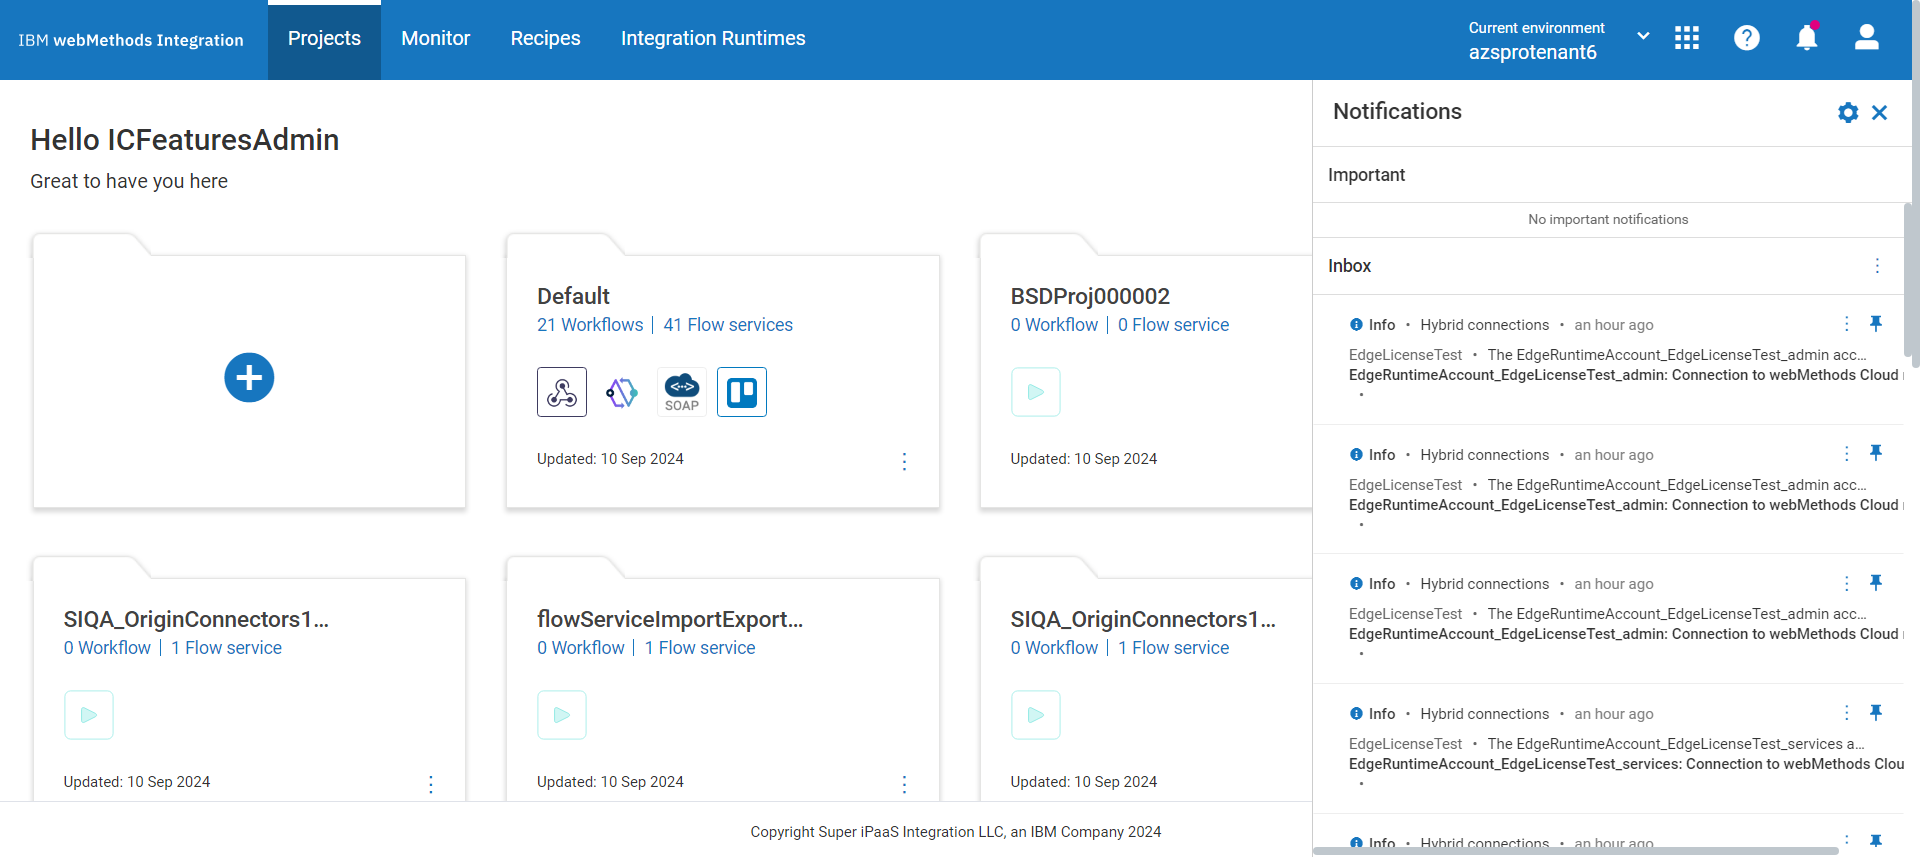 IBM webMethods Integration
Projects
Monitor
Recipes
Integration Runtimes
Current environment
azsprotenant6
Hello ICFeaturesAdmin
Great to have you here
Default
21 Workflows | 41 Flow services
SOAP
Updated: 10 Sep 2024
BSDProj000002
0 Workflow | 0 Flow service
Updated: 10 Sep 2024
SIQA_OriginConnectors1...
0 Workflow | 1 Flow service
Updated: 10 Sep 2024
flowServiceImportExport...
0 Workflow | 1 Flow service
Updated: 10 Sep 2024
SIQA_OriginConnectors1...
0 Workflow | 1 Flow service
Updated: 10 Sep 2024
Notifications
Important
No important notifications
Inbox
Info • Hybrid connections • an hour ago
EdgeLicenseTest • The EdgeRuntimeAccount_EdgeLicenseTest_admin acc...
EdgeRuntimeAccount_EdgeLicenseTest_admin: Connection to webMethods Cloud
•
Info • Hybrid connections • an hour ago
EdgeLicenseTest • The EdgeRuntimeAccount_EdgeLicenseTest_admin acc...
EdgeRuntimeAccount_EdgeLicenseTest_admin: Connection to webMethods Cloud
•
Info • Hybrid connections • an hour ago
EdgeLicenseTest • The EdgeRuntimeAccount_EdgeLicenseTest_admin acc...
EdgeRuntimeAccount_EdgeLicenseTest_admin: Connection to webMethods Cloud
•
Info • Hybrid connections • an hour ago
EdgeLicenseTest • The EdgeRuntimeAccount_EdgeLicenseTest_services a...
EdgeRuntimeAccount_EdgeLicenseTest_services: Connection to webMethods Clou
•
Info • Hybrid connections • an hour ago
Copyright Super iPaaS Integration LLC, an IBM Company 2024